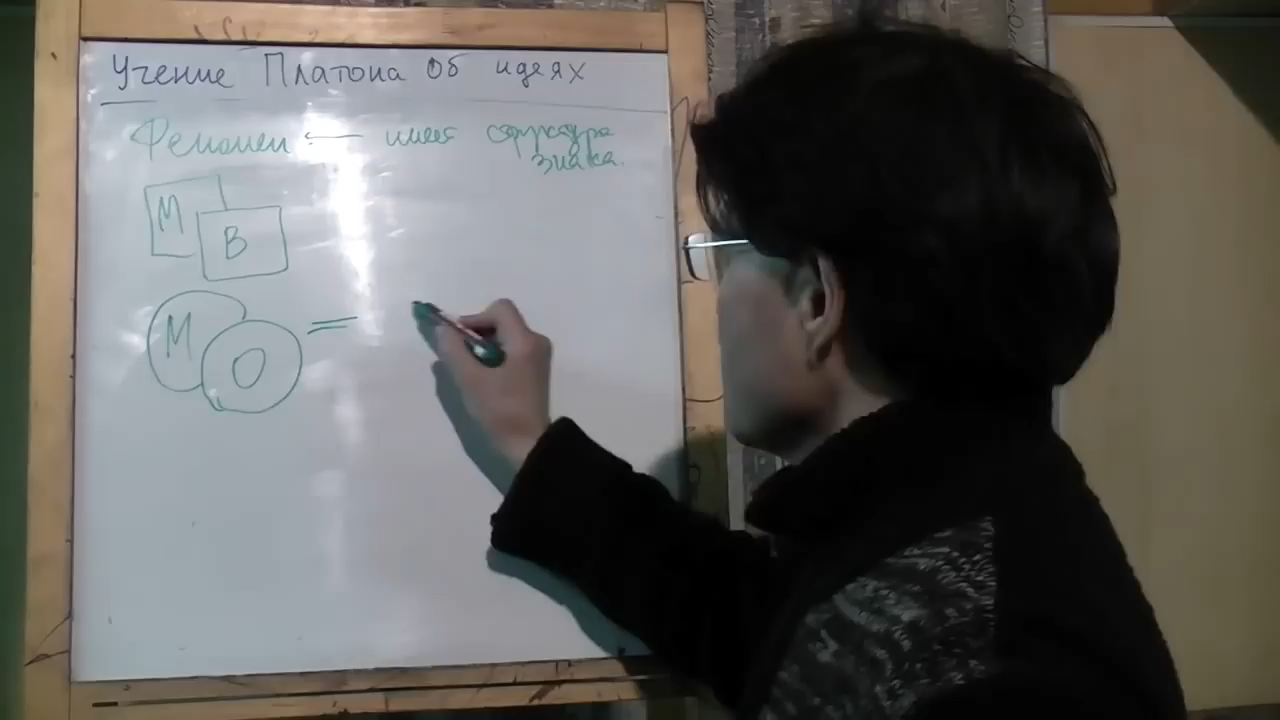 Учение Платона об идеях
Феномен ← имеет структура
знака.
М
В
М
О
=